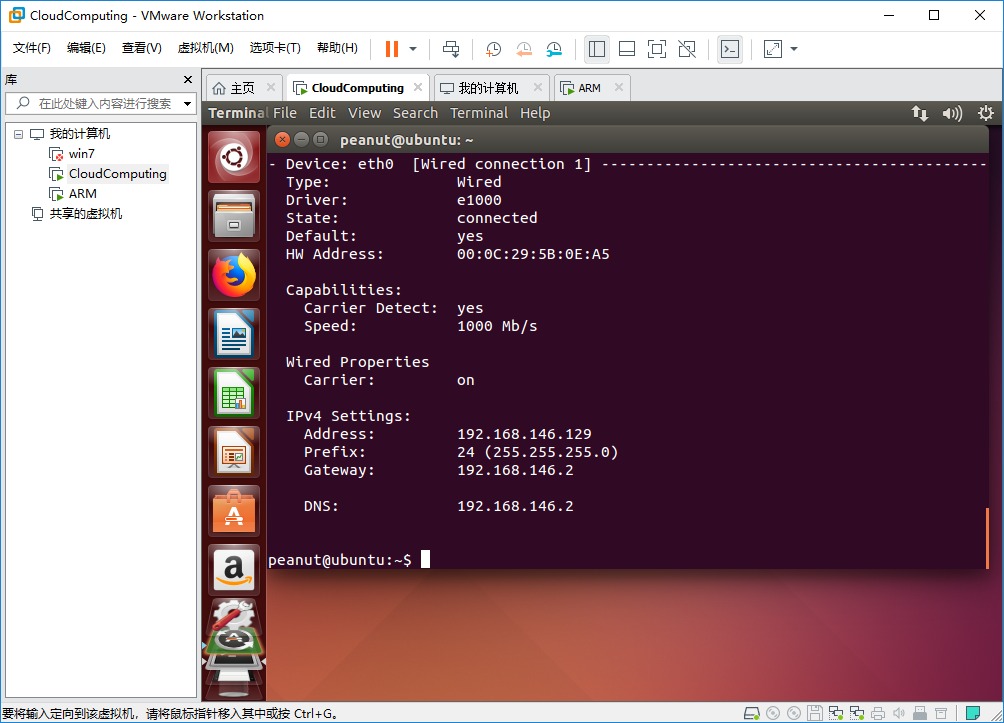 CloudComputing - VMware Workstation
文件(F) 编辑(E) 查看(V) 虚拟机(M) 选项卡(T) 帮助(H)
库
在此处键入内容进行搜索
我的计算机
win7
CloudComputing
ARM
共享的虚拟机
主页 CloudComputing 我的计算机 ARM
Terminal File Edit View Search Terminal Help
peanut@ubuntu: ~
- Device: eth0 [Wired connection 1] -------------------------------------------
Type: Wired
Driver: e1000
State: connected
Default: yes
HW Address: 00:0C:29:5B:0E:A5
Capabilities:
Carrier Detect: yes
Speed: 1000 Mb/s
Wired Properties
Carrier: on
IPv4 Settings:
Address: 192.168.146.129
Prefix: 24 (255.255.255.0)
Gateway: 192.168.146.2
DNS: 192.168.146.2
peanut@ubuntu:~$
要将输入定向到该虚拟机，请将鼠标指针移入其中或按 Ctrl+G。